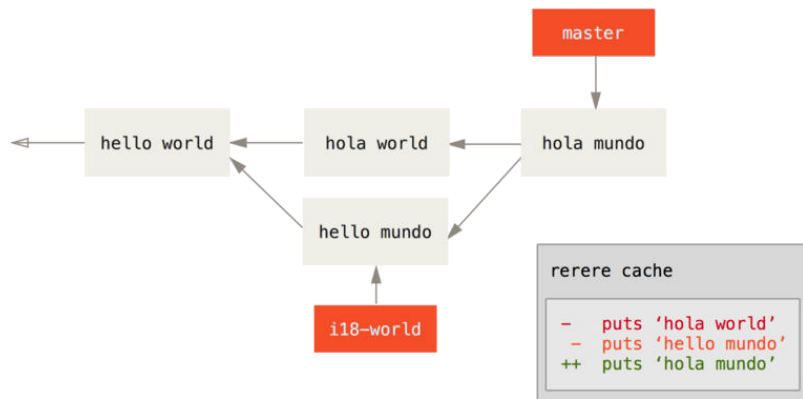 master
hello world
hola world
hola mundo
hello mundo
i18-world
rerere cache
-   puts ‘hola world’
 -  puts ‘hello mundo’
++  puts ‘hola mundo’